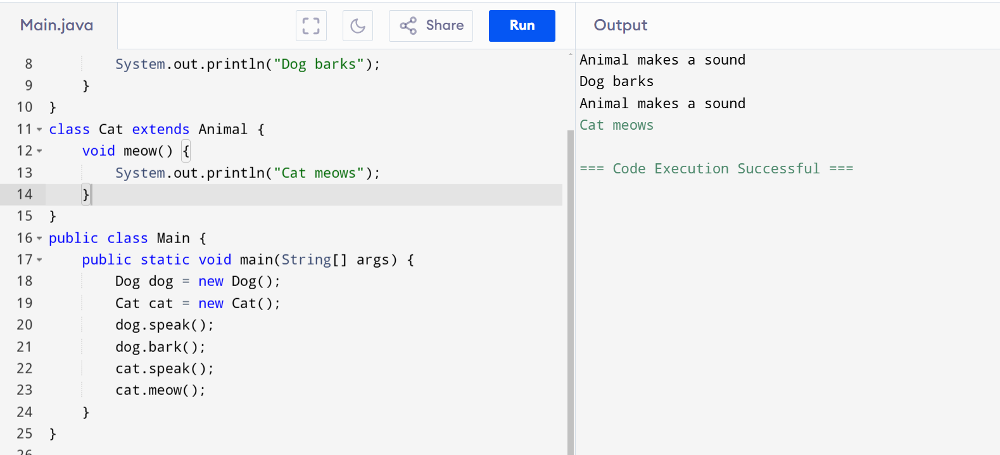 Main.java
Share
Run
Output
8 System.out.println("Dog barks");
9 }
10 }
11 class Cat extends Animal {
12 void meow() {
13 System.out.println("Cat meows");
14 }
15 }
16 public class Main {
17 public static void main(String[] args) {
18 Dog dog = new Dog();
19 Cat cat = new Cat();
20 dog.speak();
21 dog.bark();
22 cat.speak();
23 cat.meow();
24 }
25 }
26
Animal makes a sound
Dog barks
Animal makes a sound
Cat meows
=== Code Execution Successful ===